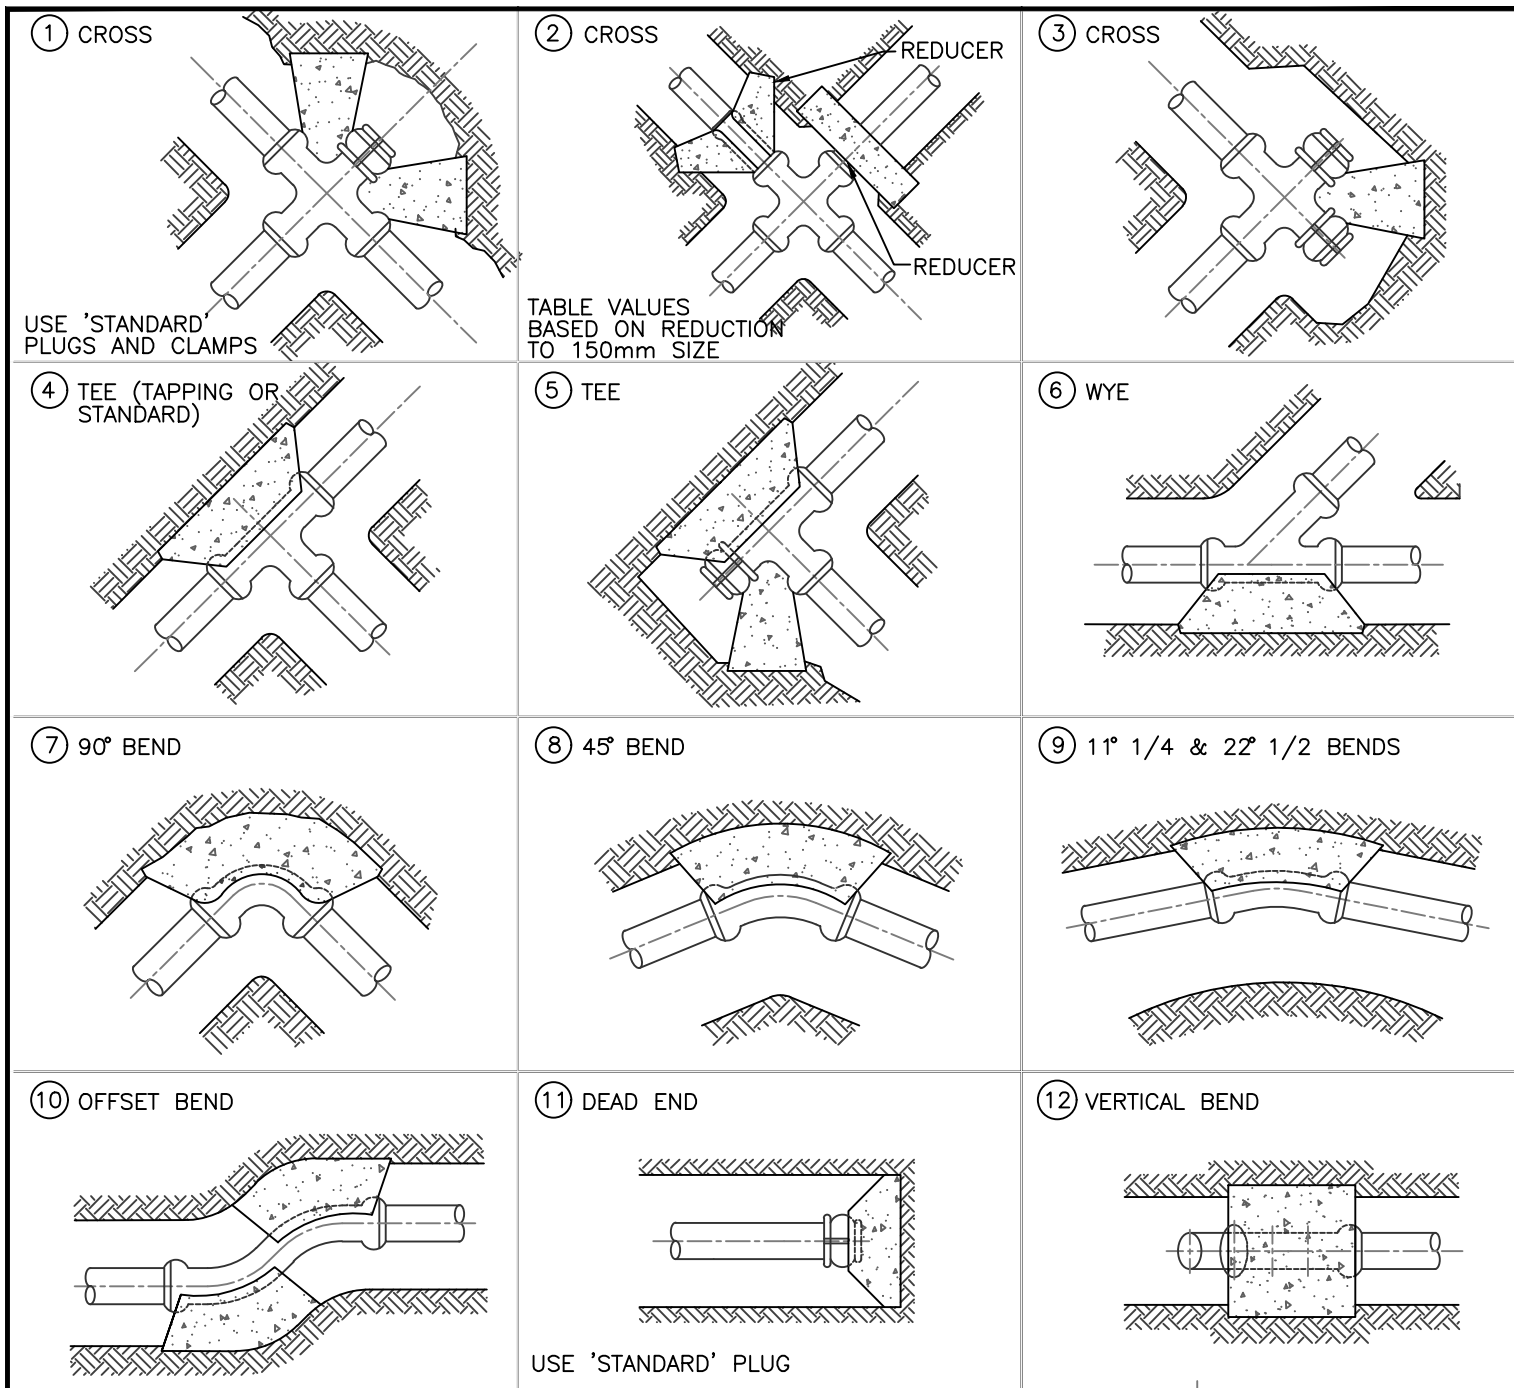 1 CROSS
USE 'STANDARD'
PLUGS AND CLAMPS
2 CROSS
REDUCER
REDUCER
TABLE VALUES
BASED ON REDUCTION
TO 150mm SIZE
3 CROSS
4 TEE (TAPPING OR
STANDARD)
5 TEE
6 WYE
7 90° BEND
8 45° BEND
9 11° 1/4 & 22° 1/2 BENDS
10 OFFSET BEND
11 DEAD END
USE 'STANDARD' PLUG
12 VERTICAL BEND